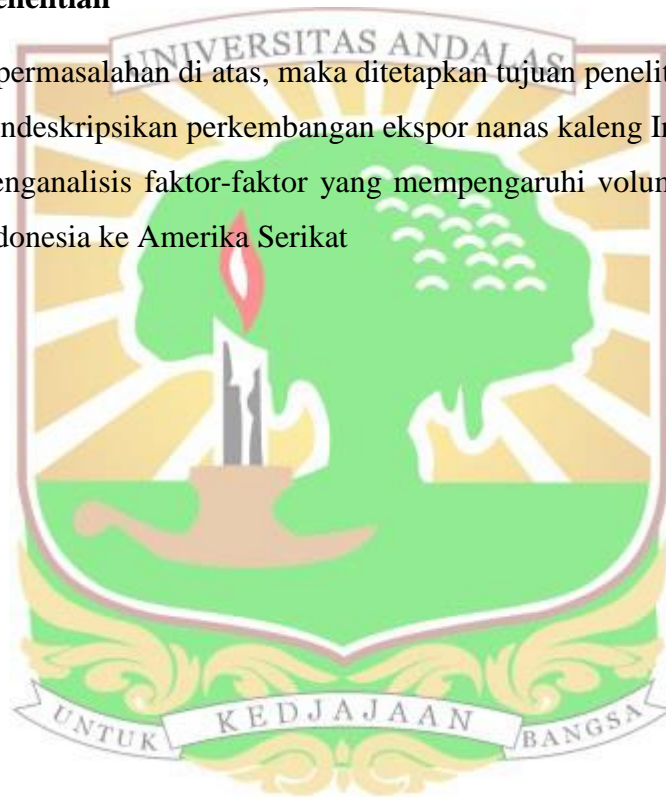 enelitian
UNIVERSITAS ANDALAS
permasalahan di atas, maka ditetapkan tujuan penelit
ndeskripsikan perkembangan ekspor nanas kaleng In
enganalisis faktor-faktor yang mempengaruhi volum
donesia ke Amerika Serikat
UNTUK KEDJAJAAN BANGSA